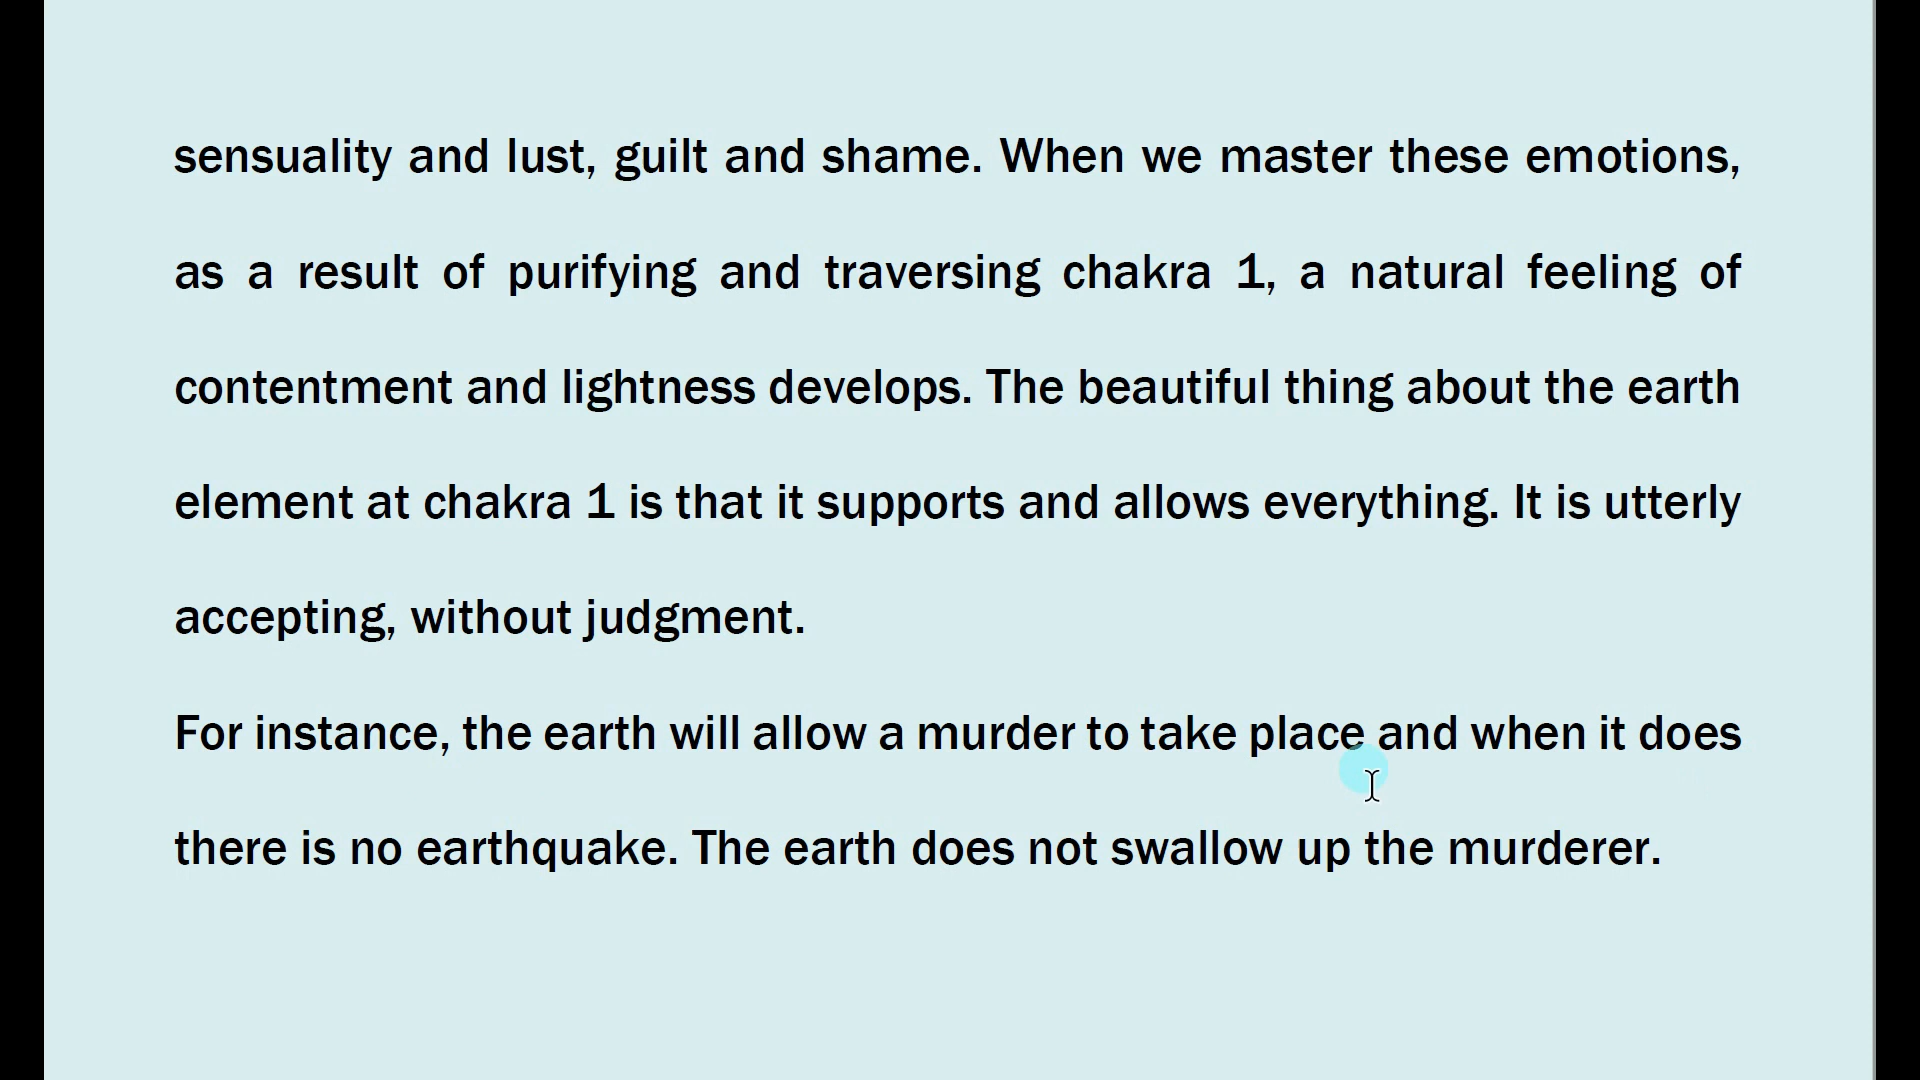 sensuality and lust, guilt and shame. When we master these emotions,
as a result of purifying and traversing chakra 1, a natural feeling of
contentment and lightness develops. The beautiful thing about the earth
element at chakra 1 is that it supports and allows everything. It is utterly
accepting, without judgment.
For instance, the earth will allow a murder to take place and when it does
there is no earthquake. The earth does not swallow up the murderer.